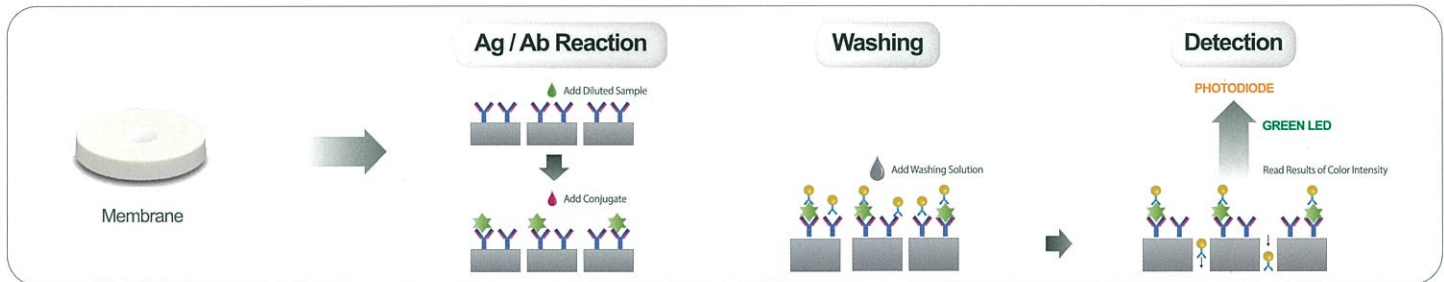 Membrane
Ag / Ab Reaction
Add Diluted Sample
Add Conjugate
Washing
Add Washing Solution
Detection
PHOTODIODE
GREEN LED
Read Results of Color Intensity